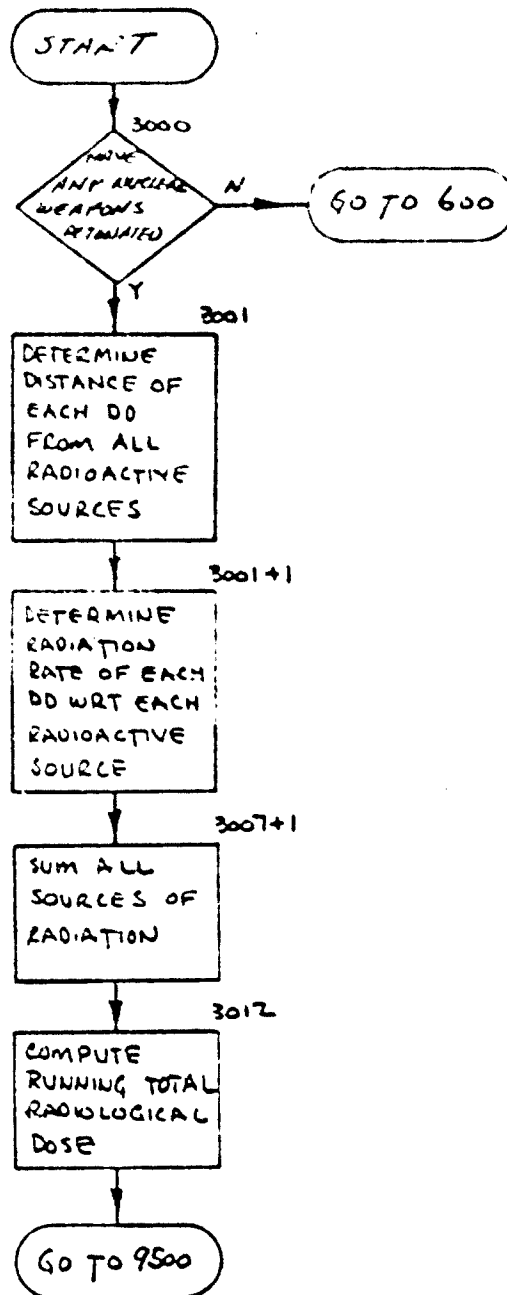 START
3000
HAVE
ANY NUCLEAR
WEAPONS
DETONATED
N
GO TO 600
Y
3001
DETERMINE
DISTANCE OF
EACH DD
FROM ALL
RADIOACTIVE
SOURCES
3001+1
DETERMINE
RADIATION
RATE OF EACH
DD WRT EACH
RADIOACTIVE
SOURCE
3007+1
SUM ALL
SOURCES OF
RADIATION
3012
COMPUTE
RUNNING TOTAL
RADIOLOGICAL
DOSE
GO TO 9500